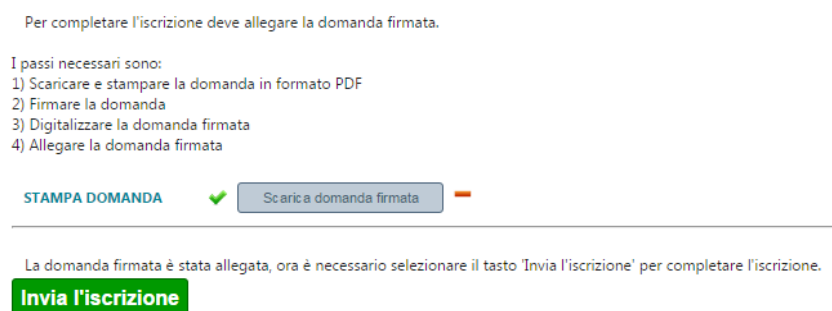 Per completare l'iscrizione deve allegare la domanda firmata.
I passi necessari sono:
1) Scaricare e stampare la domanda in formato PDF
2) Firmare la domanda
3) Digitalizzare la domanda firmata
4) Allegare la domanda firmata
STAMPA DOMANDA Scarica domanda firmata
La domanda firmata è stata allegata, ora è necessario selezionare il tasto 'Invia l'iscrizione' per completare l'iscrizione.
Invia l'iscrizione